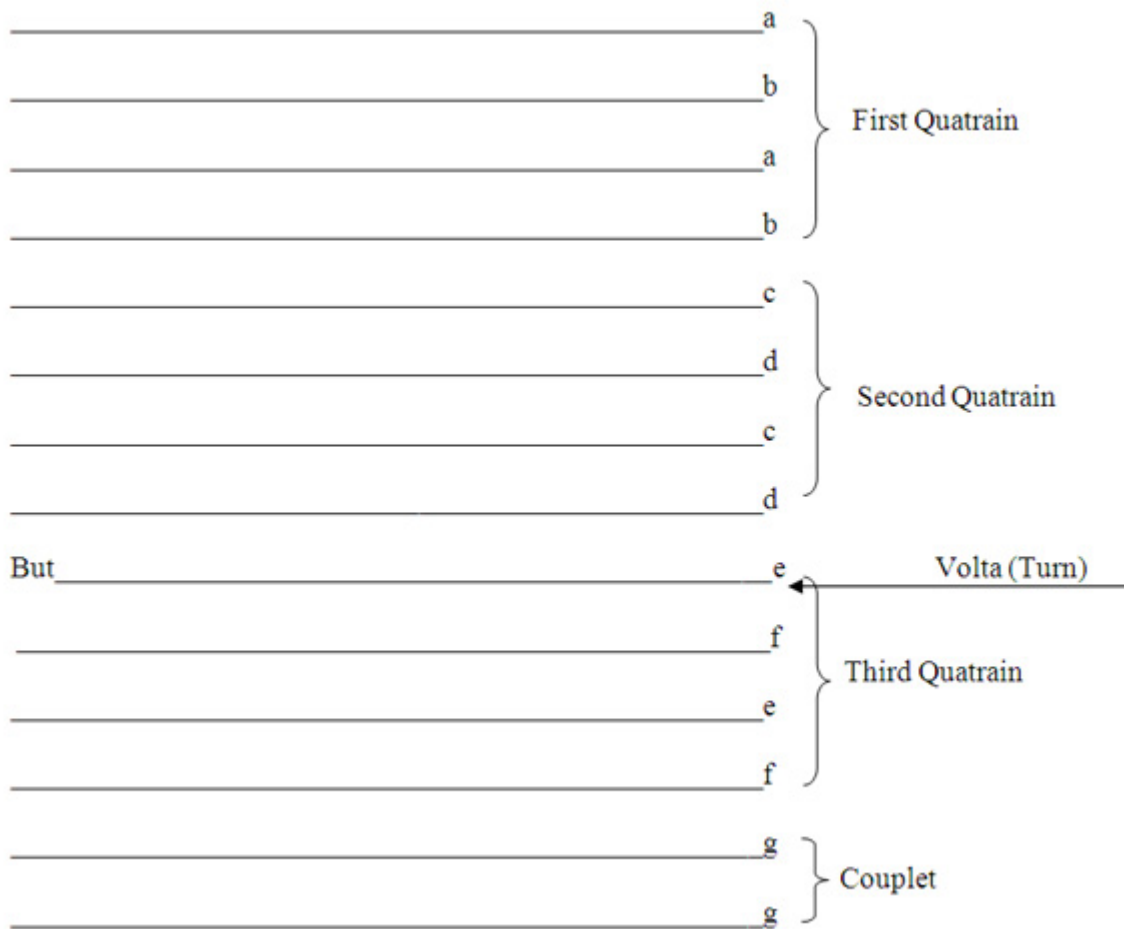 a
b
First Quatrain
a
b
c
d
Second Quatrain
c
d
But e Volta (Turn)
f
Third Quatrain
e
f
g
Couplet
g